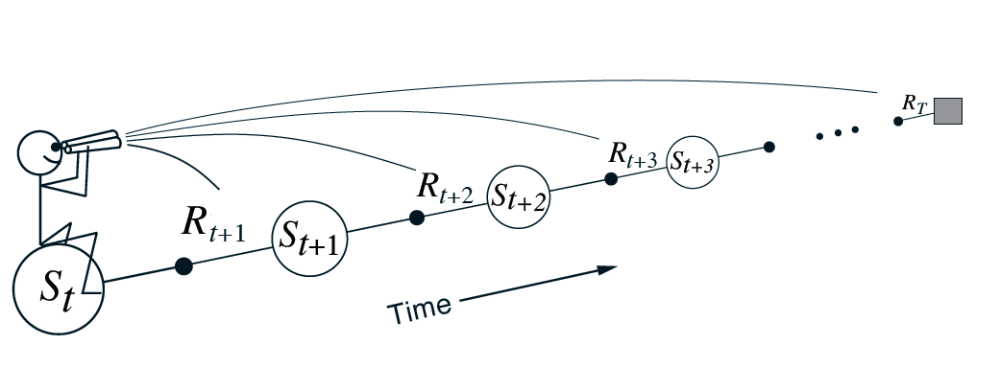 R_T
R_{t+3}
S_{t+3}
R_{t+2}
S_{t+2}
R_{t+1}
S_{t+1}
S_t
Time